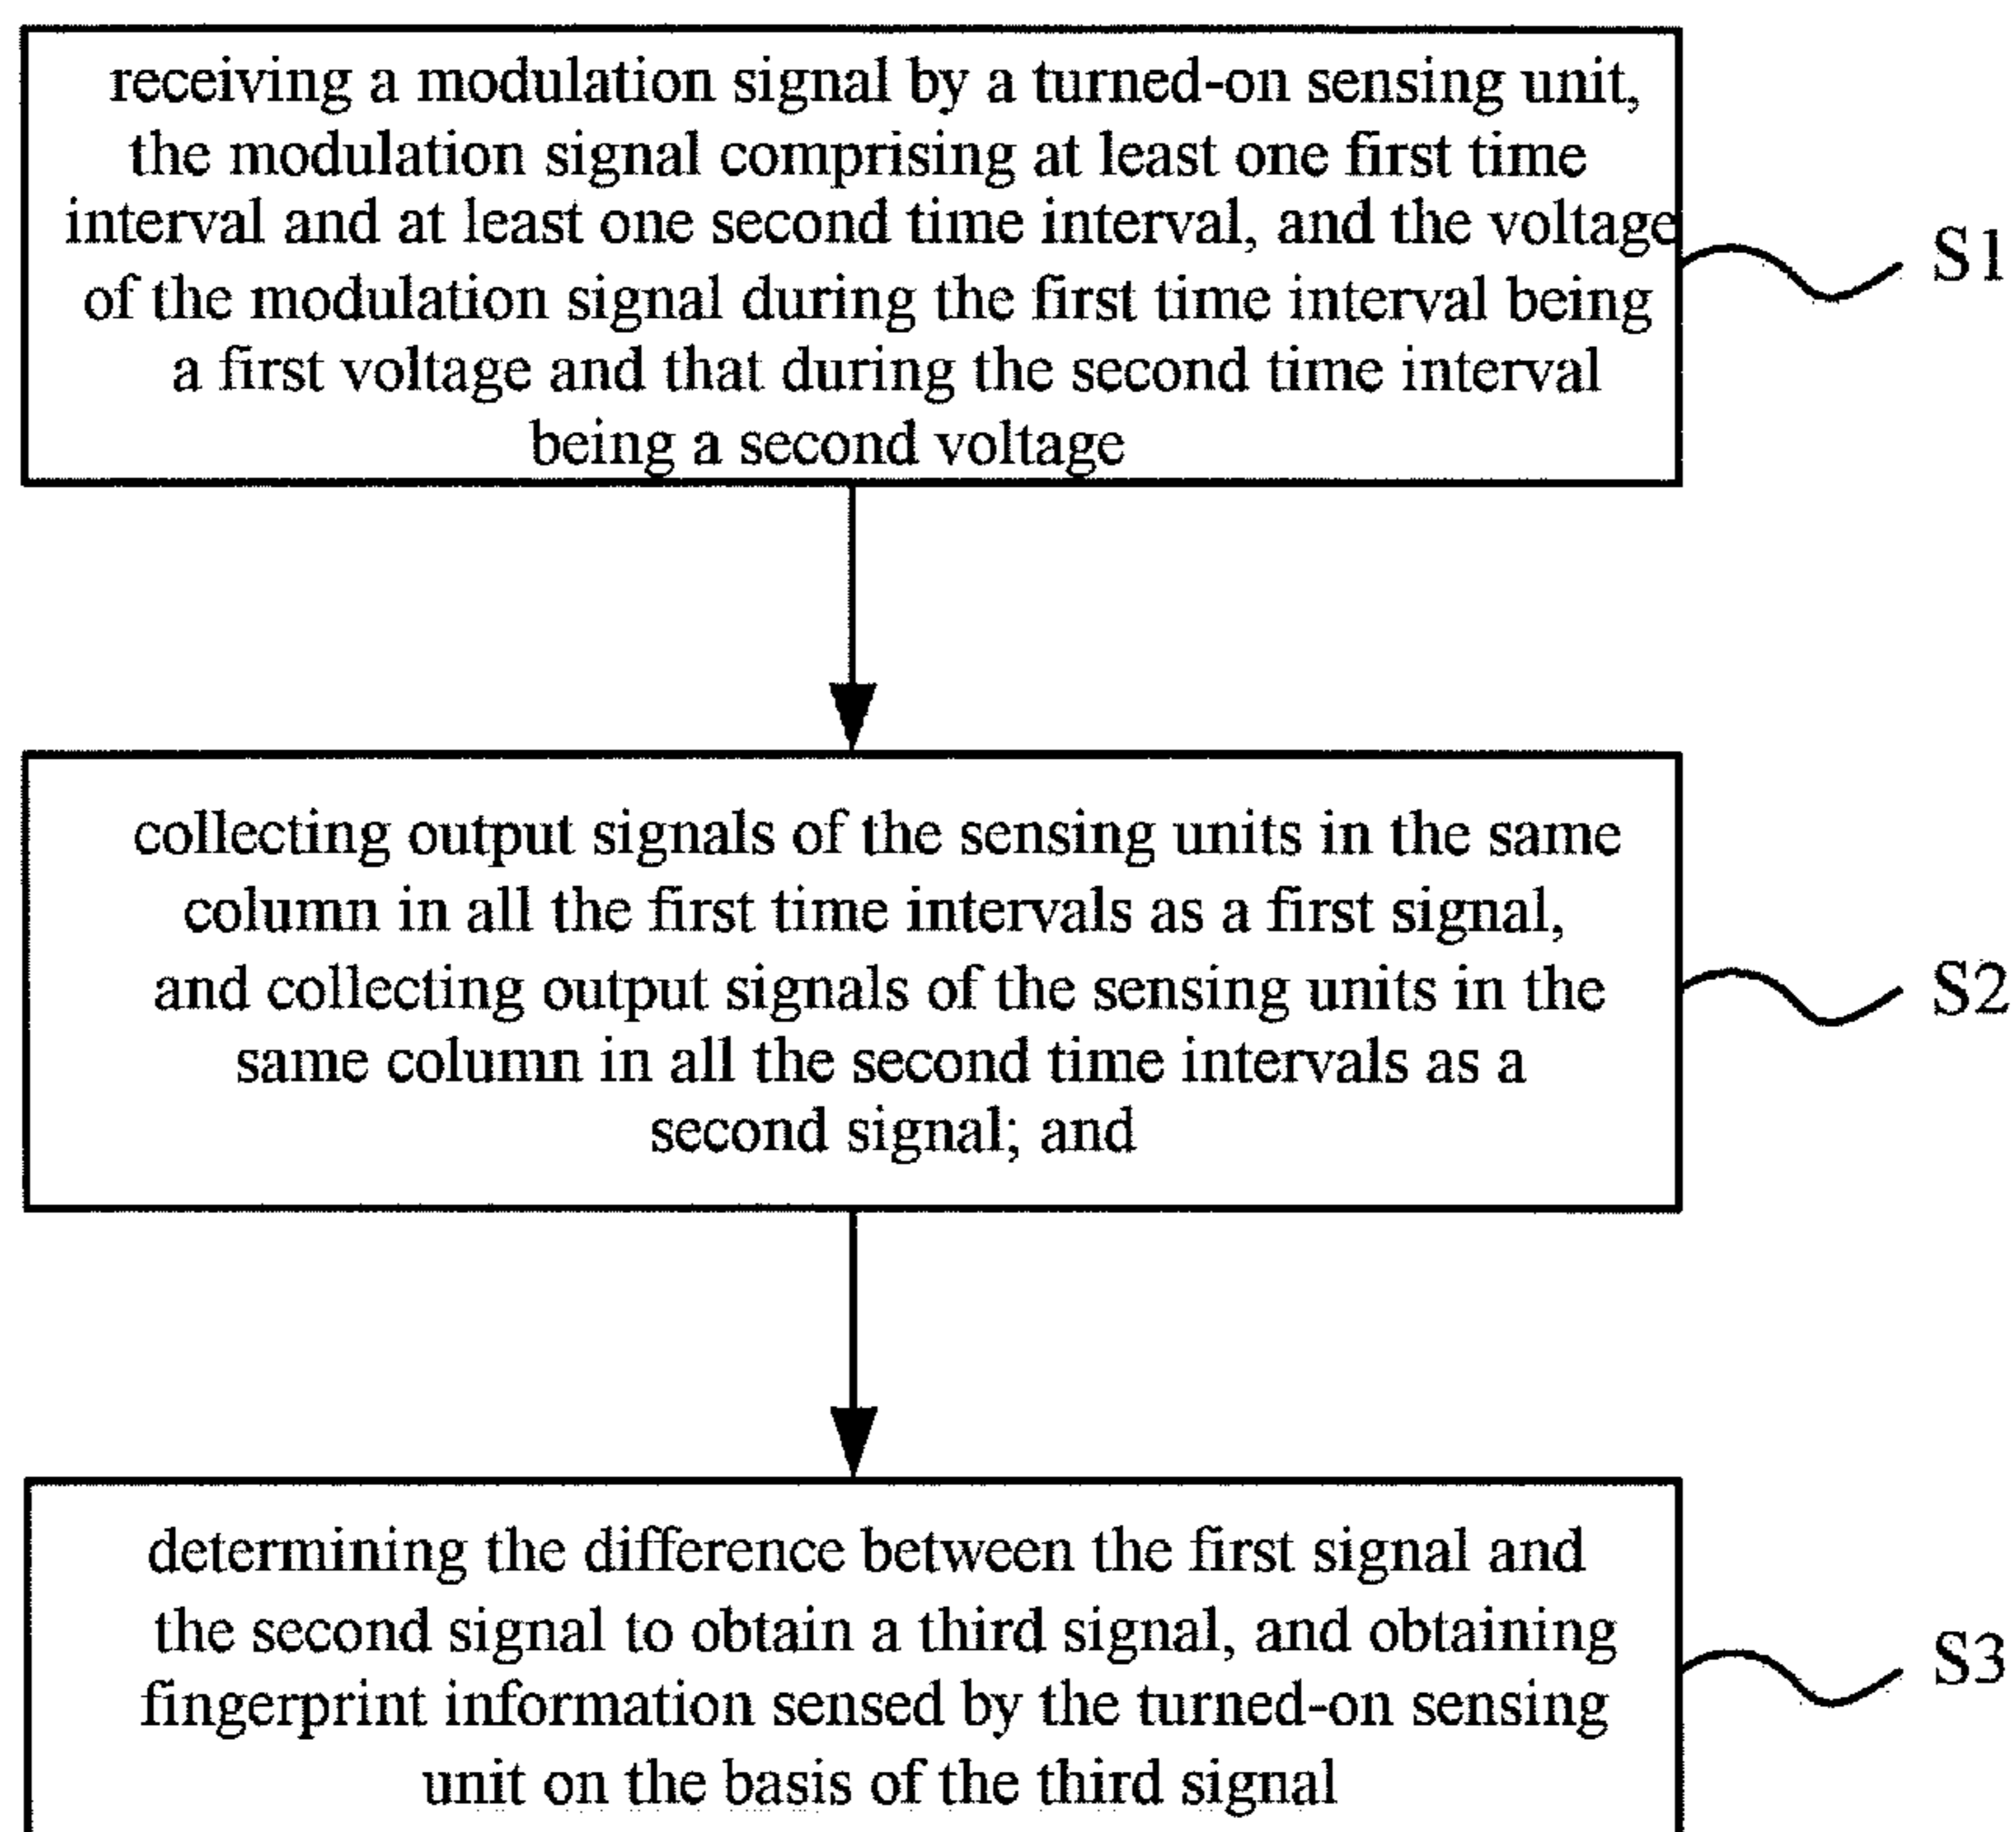 receiving a modulation signal by a turned-on sensing unit,
the modulation signal comprising at least one first time
interval and at least one second time interval, and the voltage
of the modulation signal during the first time interval being
a first voltage and that during the second time interval
being a second voltage
S1
collecting output signals of the sensing units in the same
column in all the first time intervals as a first signal,
and collecting output signals of the sensing units in the
same column in all the second time intervals as a
second signal; and
S2
determining the difference between the first signal and
the second signal to obtain a third signal, and obtaining
fingerprint information sensed by the turned-on sensing
unit on the basis of the third signal
S3